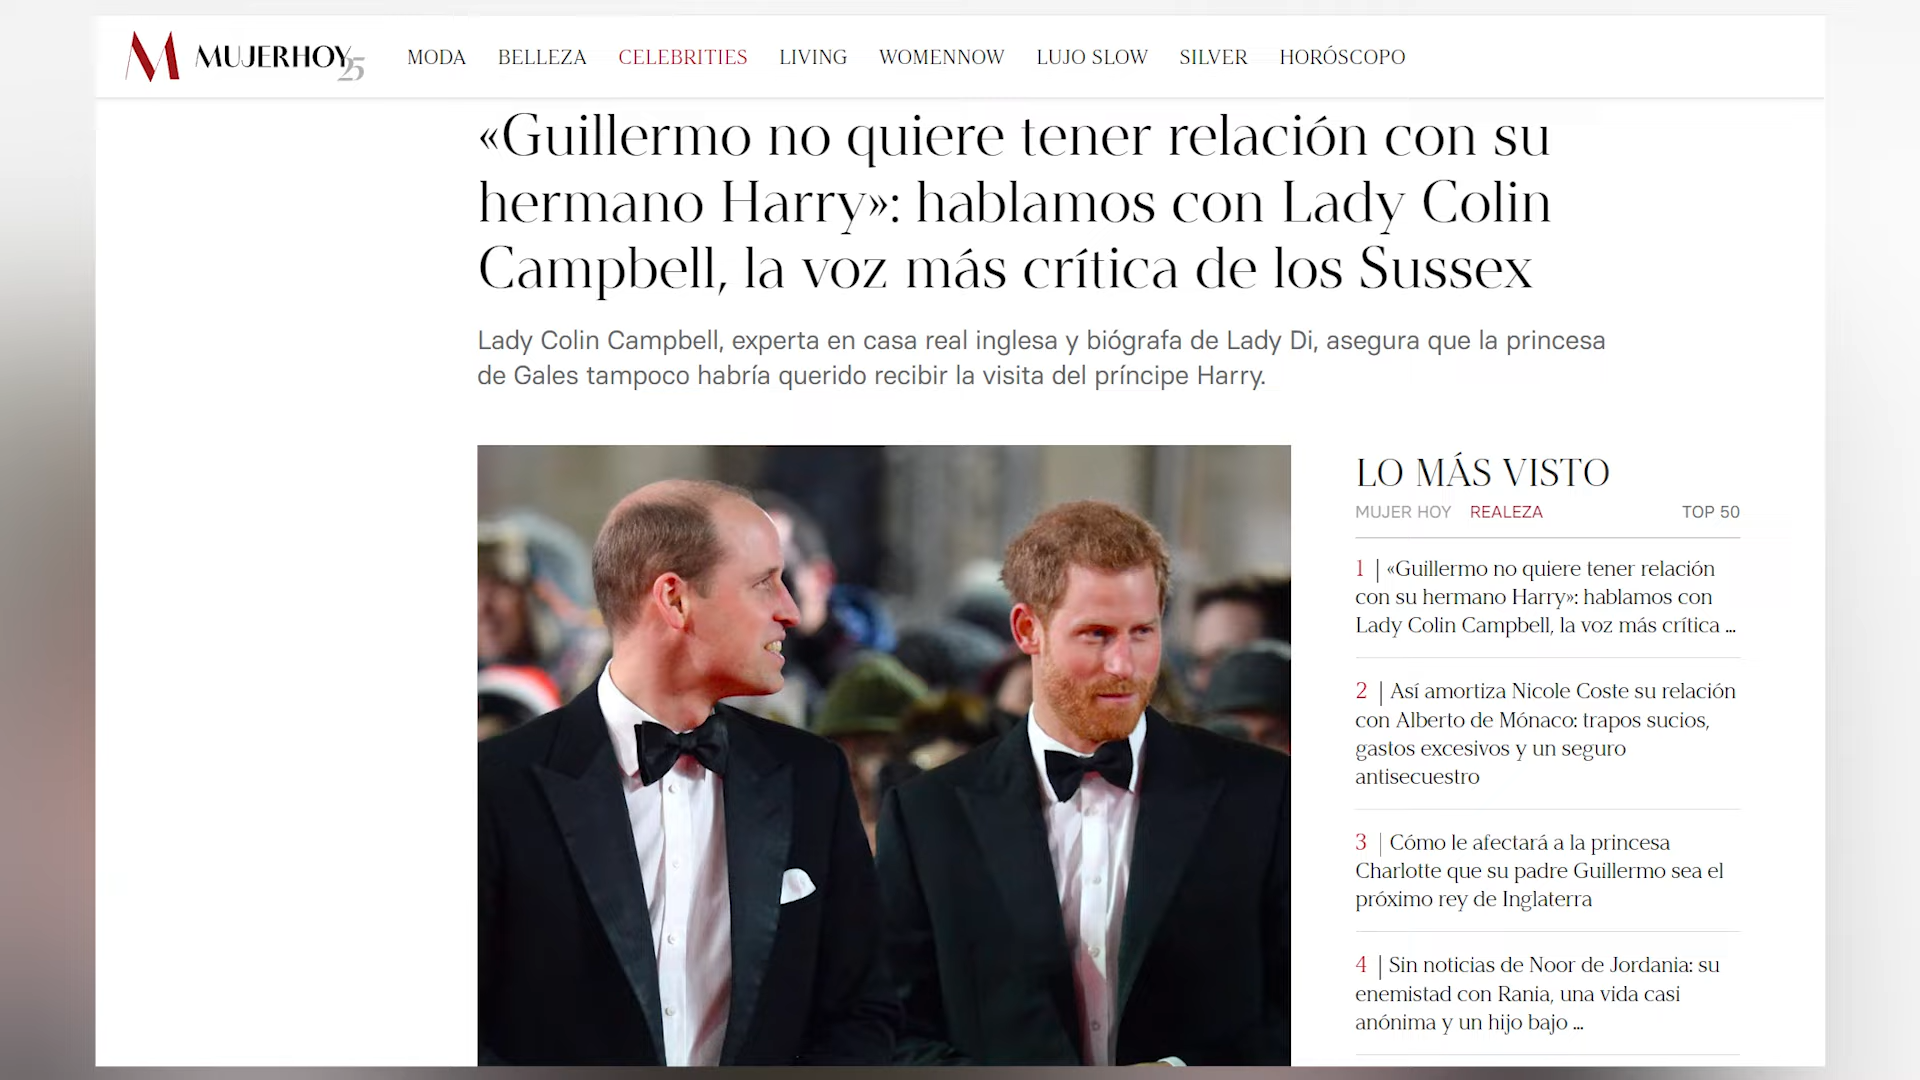 M MUJERHOY 25 MODA BELLEZA CELEBRITIES LIVING WOMENNOW LUJO SLOW SILVER HORÓSCOPO
«Guillermo no quiere tener relación con su
hermano Harry»: hablamos con Lady Colin
Campbell, la voz más crítica de los Sussex
Lady Colin Campbell, experta en casa real inglesa y biógrafa de Lady Di, asegura que la princesa
de Gales tampoco habría querido recibir la visita del príncipe Harry.
LO MÁS VISTO
MUJER HOY REALEZA TOP 50
1 | «Guillermo no quiere tener relación
con su hermano Harry»: hablamos con
Lady Colin Campbell, la voz más crítica ...
2 | Así amortiza Nicole Coste su relación
con Alberto de Mónaco: trapos sucios,
gastos excesivos y un seguro
antisecuestro
3 | Cómo le afectará a la princesa
Charlotte que su padre Guillermo sea el
próximo rey de Inglaterra
4 | Sin noticias de Noor de Jordania: su
enemistad con Rania, una vida casi
anónima y un hijo bajo ...